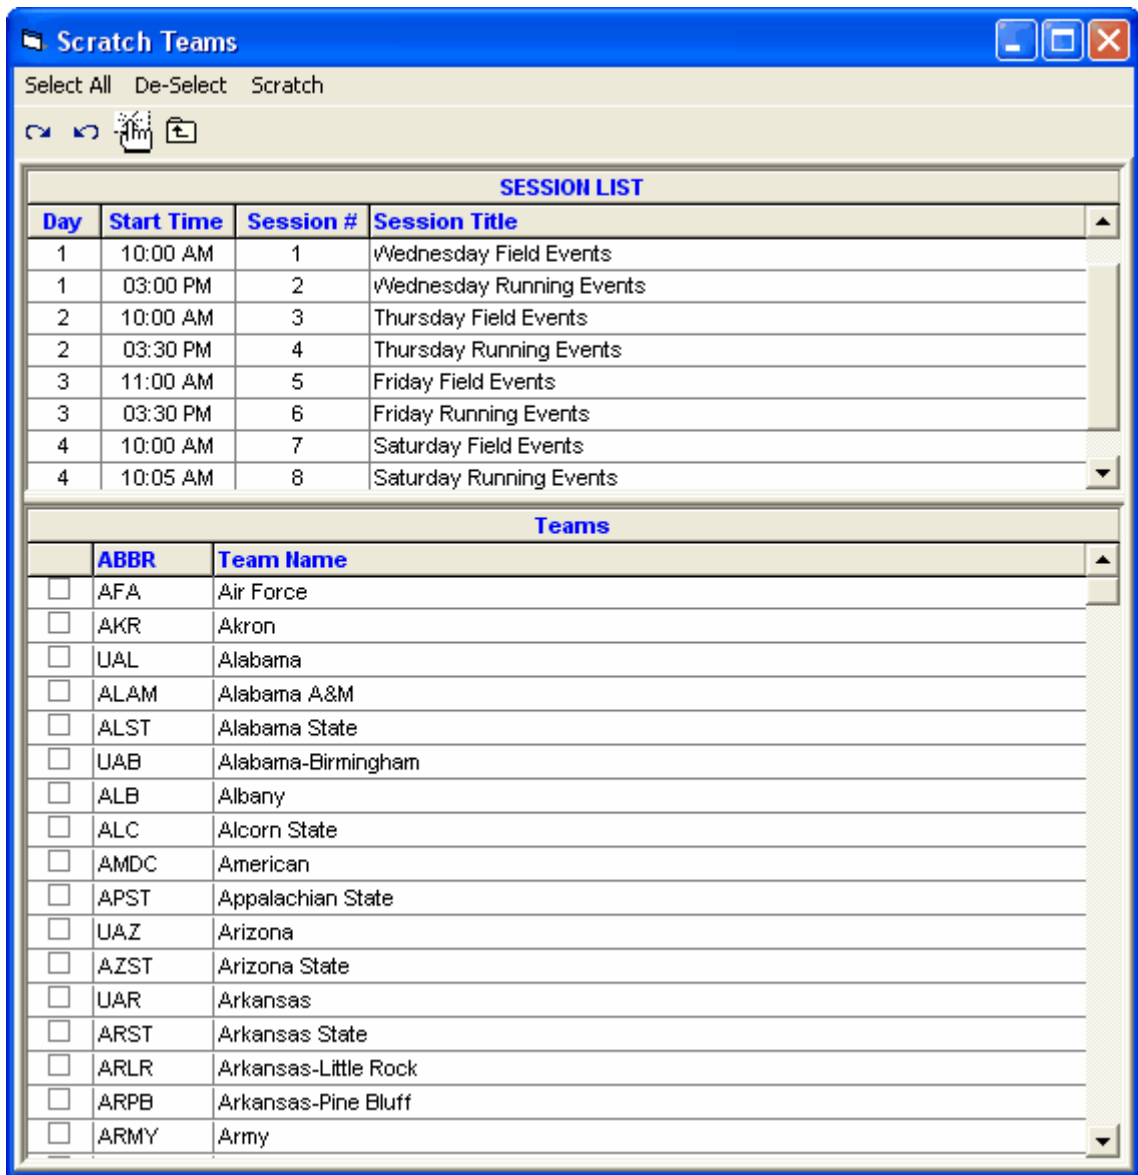 Scratch Teams
Select All De-Select Scratch
SESSION LIST
Day Start Time Session # Session Title
1 10:00 AM 1 Wednesday Field Events
1 03:00 PM 2 Wednesday Running Events
2 10:00 AM 3 Thursday Field Events
2 03:30 PM 4 Thursday Running Events
3 11:00 AM 5 Friday Field Events
3 03:30 PM 6 Friday Running Events
4 10:00 AM 7 Saturday Field Events
4 10:05 AM 8 Saturday Running Events
Teams
ABBR Team Name
AFA Air Force
AKR Akron
UAL Alabama
ALAM Alabama A&M
ALST Alabama State
UAB Alabama-Birmingham
ALB Albany
ALC Alcorn State
AMDC American
APST Appalachian State
UAZ Arizona
AZST Arizona State
UAR Arkansas
ARST Arkansas State
ARLR Arkansas-Little Rock
ARPB Arkansas-Pine Bluff
ARMY Army